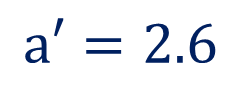 a′ = 2.6